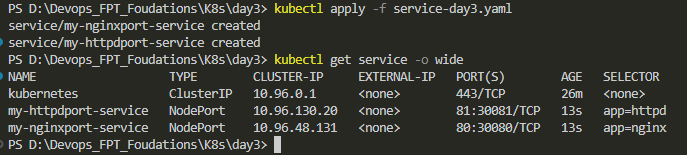 PS D:\Devops_FPT_Foudations\K8s\day3> kubectl apply -f service-day3.yaml
service/my-nginxport-service created
service/my-httpdport-service created
PS D:\Devops_FPT_Foudations\K8s\day3> kubectl get service -o wide
NAME TYPE CLUSTER-IP EXTERNAL-IP PORT(S) AGE SELECTOR
kubernetes ClusterIP 10.96.0.1 <none> 443/TCP 26m <none>
my-httpdport-service NodePort 10.96.130.20 <none> 81:30081/TCP 13s app=httpd
my-nginxport-service NodePort 10.96.48.131 <none> 80:30080/TCP 13s app=nginx
PS D:\Devops_FPT_Foudations\K8s\day3>